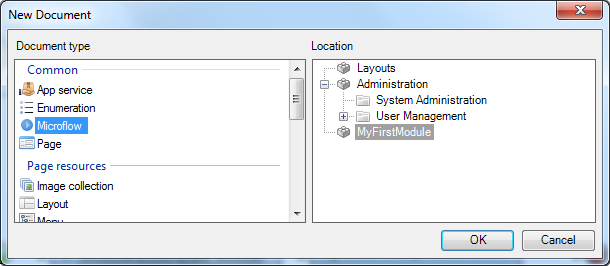 New Document
Document type
Common
App service
Enumeration
Microflow
Page
Page resources
Image collection
Layout
Menu
Location
Layouts
Administration
System Administration
User Management
MyFirstModule
OK
Cancel